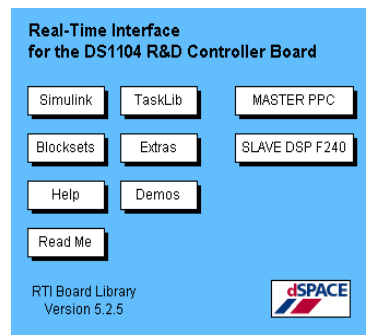 Real-Time Interface
for the DS1104 R&D Controller Board
Simulink
TaskLib
MASTER PPC
Blocksets
Extras
SLAVE DSP F240
Help
Demos
Read Me
RTI Board Library
Version 5.2.5
dSPACE